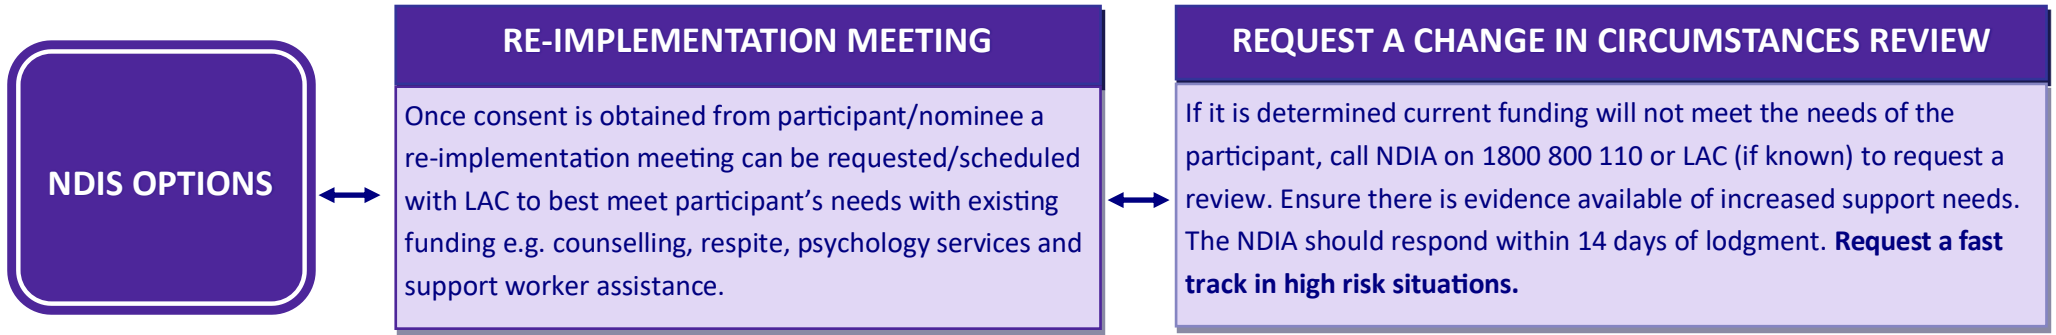 NDIS OPTIONS
RE-IMPLEMENTATION MEETING
Once consent is obtained from participant/nominee a
re-implementation meeting can be requested/scheduled
with LAC to best meet participant’s needs with existing
funding e.g. counselling, respite, psychology services and
support worker assistance.
REQUEST A CHANGE IN CIRCUMSTANCES REVIEW
If it is determined current funding will not meet the needs of the
participant, call NDIA on 1800 800 110 or LAC (if known) to request a
review. Ensure there is evidence available of increased support needs.
The NDIA should respond within 14 days of lodgment. Request a fast
track in high risk situations.